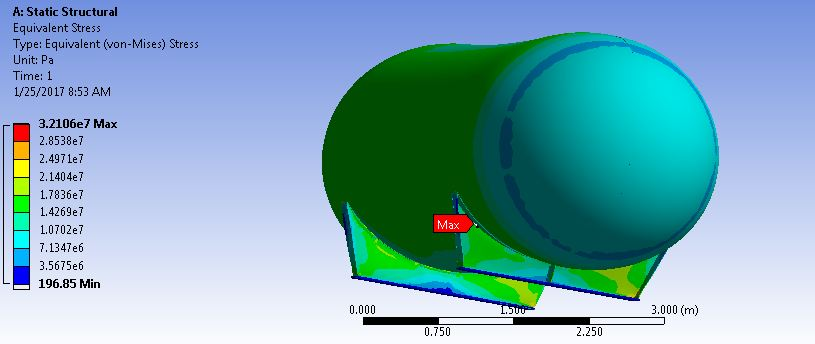 A: Static Structural
Equivalent Stress
Type: Equivalent (von-Mises) Stress
Unit: Pa
Time: 1
1/25/2017 8:53 AM
3.2106e7 Max
2.8538e7
2.4971e7
2.1404e7
1.7836e7
1.4269e7
1.0702e7
7.1347e6
3.5675e6
196.85 Min
Max
0.000 1.500 3.000 (m)
0.750 2.250